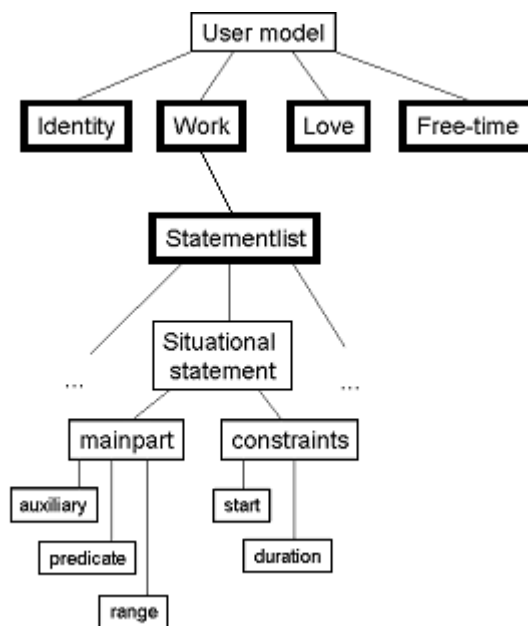 User model
Identity
Work
Love
Free-time
Statementlist
Situational
statement
...
...
mainpart
constraints
auxiliary
start
predicate
duration
range